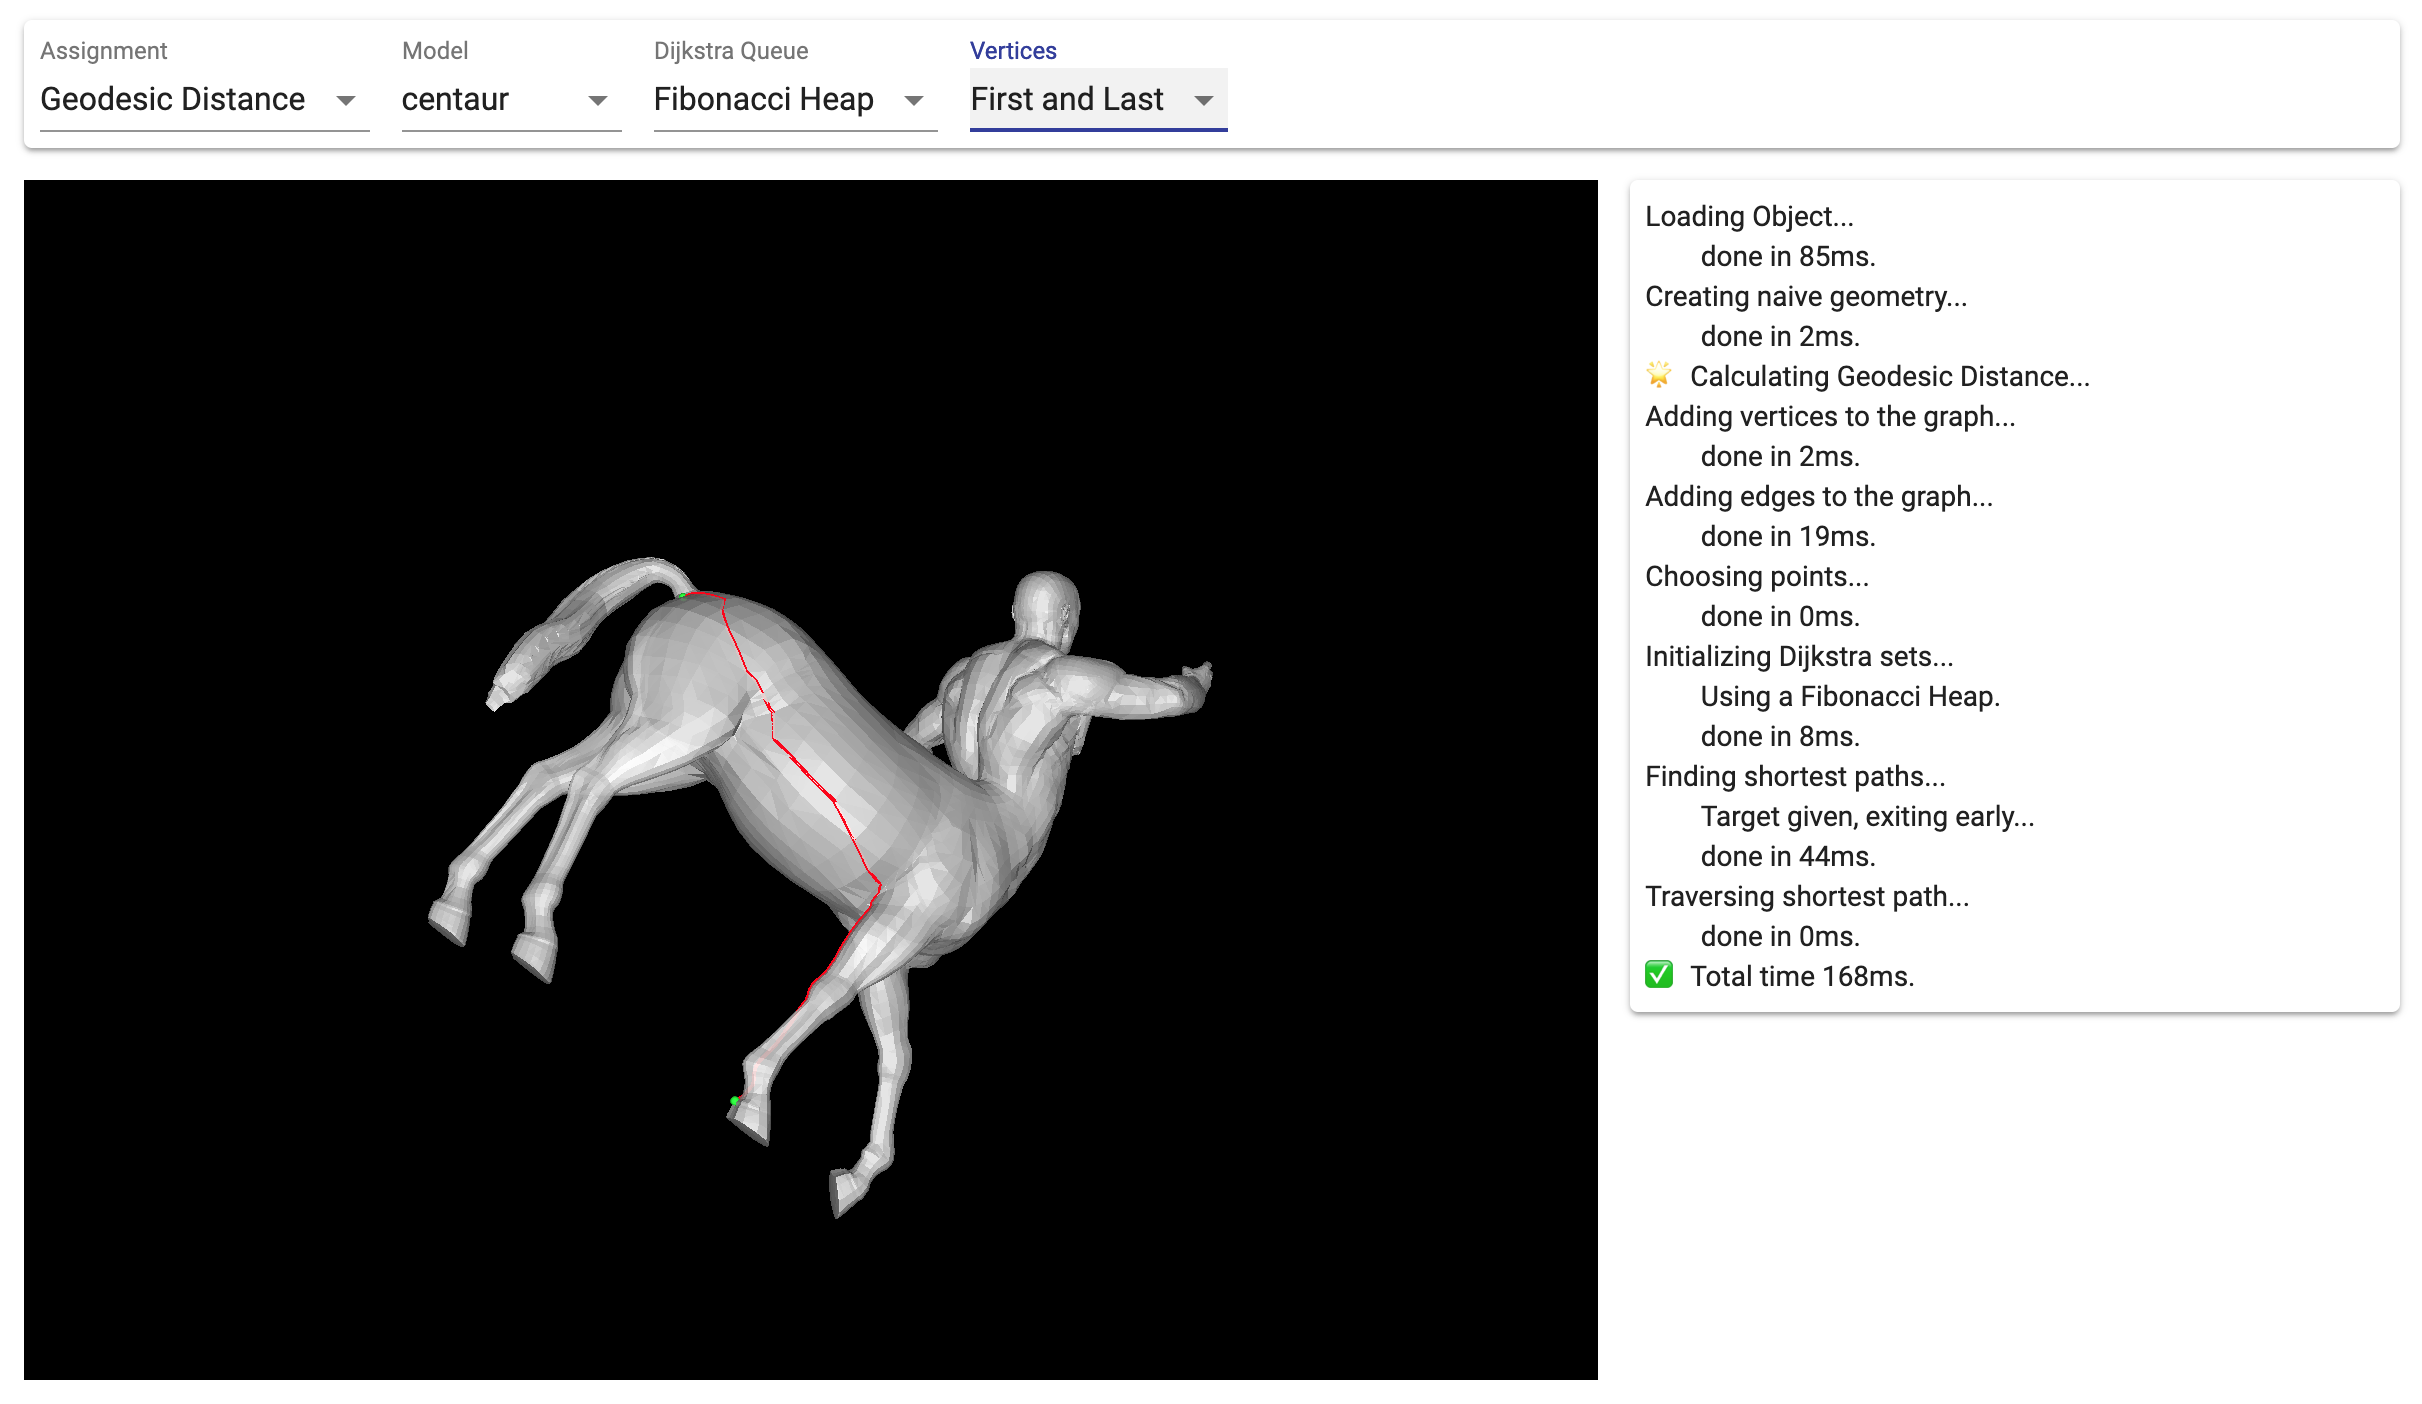 Assignment
Model
Dijkstra Queue
Vertices
Geodesic Distance
centaur
Fibonacci Heap
First and Last
Loading Object...
done in 85ms.
Creating naive geometry...
done in 2ms.
🌟 Calculating Geodesic Distance...
Adding vertices to the graph...
done in 2ms.
Adding edges to the graph...
done in 19ms.
Choosing points...
done in 0ms.
Initializing Dijkstra sets...
Using a Fibonacci Heap.
done in 8ms.
Finding shortest paths...
Target given, exiting early...
done in 44ms.
Traversing shortest path...
done in 0ms.
✅ Total time 168ms.